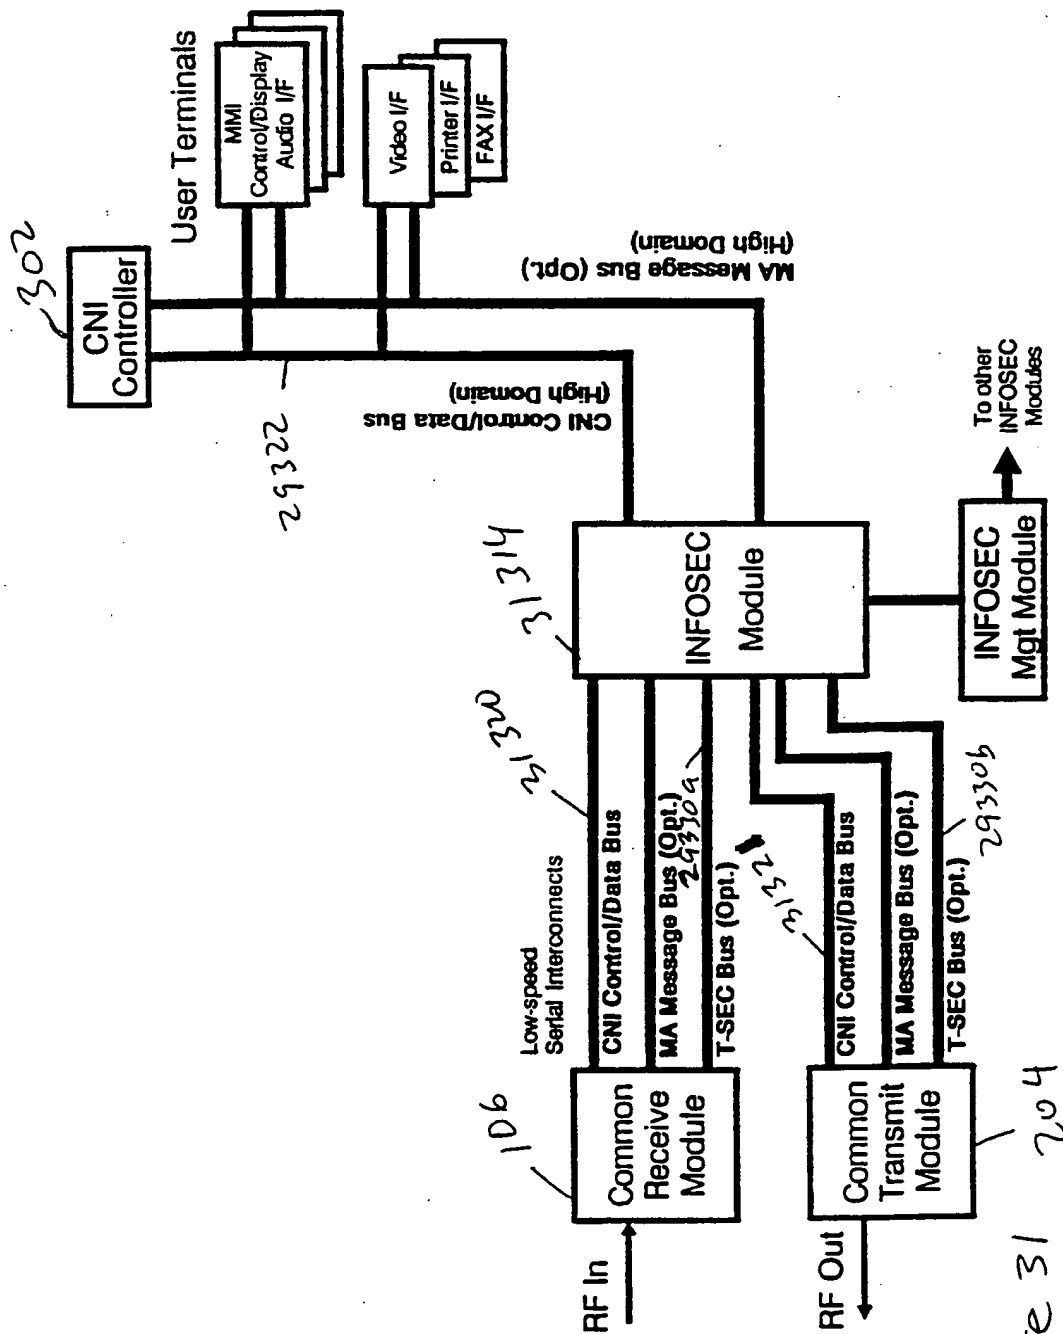 302
CNI
Controller
User Terminals
MMI
Control/Display
Audio I/F
Video I/F
Printer I/F
FAX I/F
29322
CNI Control/Data Bus
(High Domain)
MA Message Bus (Opt.)
(High Domain)
31314
INFOSEC
Module
INFOSEC
Mgt Module
To other
INFOSEC
Modules
31320
Low-speed
Serial Interconnects
CNI Control/Data Bus
MA Message Bus (Opt.)
29330a
T-SEC Bus (Opt.)
3132
CNI Control/Data Bus
MA Message Bus (Opt.)
T-SEC Bus (Opt.)
29330b
106
Common
Receive
Module
RF In
Common
Transmit
Module
204
RF Out
31